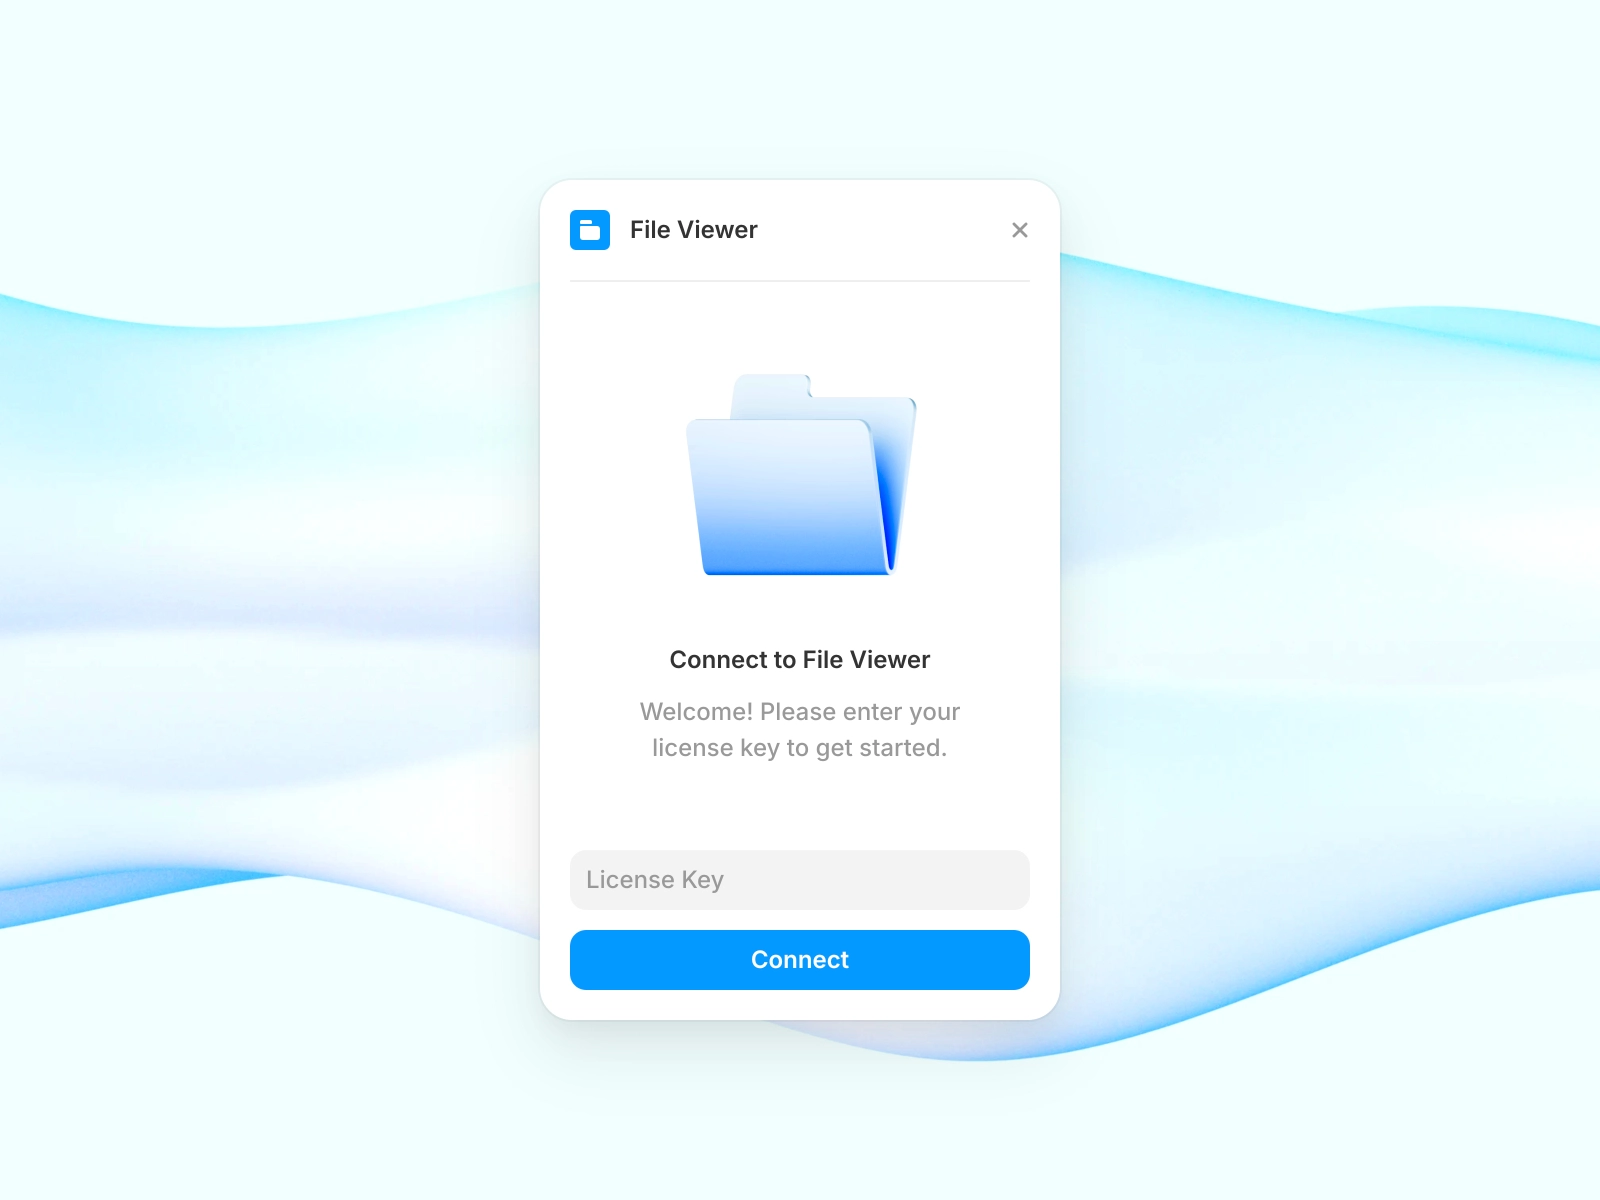 File Viewer
Connect to File Viewer
Welcome! Please enter your
license key to get started.
License Key
Connect